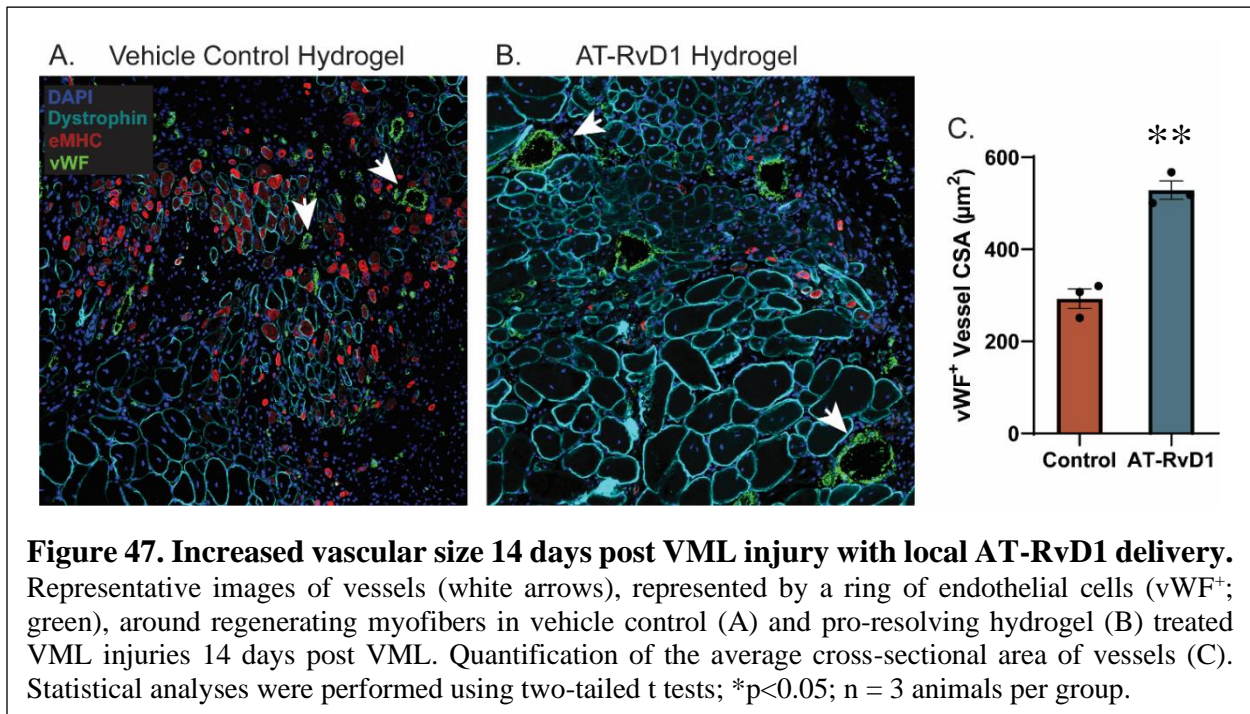 A. Vehicle Control Hydrogel
B. AT-RvD1 Hydrogel
DAPI
Dystrophin
eMHC
vWF
C.
**
vWF⁺ Vessel CSA (µm²)
600
400
200
0
Control AT-RvD1
Figure 47. Increased vascular size 14 days post VML injury with local AT-RvD1 delivery.
Representative images of vessels (white arrows), represented by a ring of endothelial cells (vWF⁺;
green), around regenerating myofibers in vehicle control (A) and pro-resolving hydrogel (B) treated
VML injuries 14 days post VML. Quantification of the average cross-sectional area of vessels (C).
Statistical analyses were performed using two-tailed t tests; *p<0.05; n = 3 animals per group.